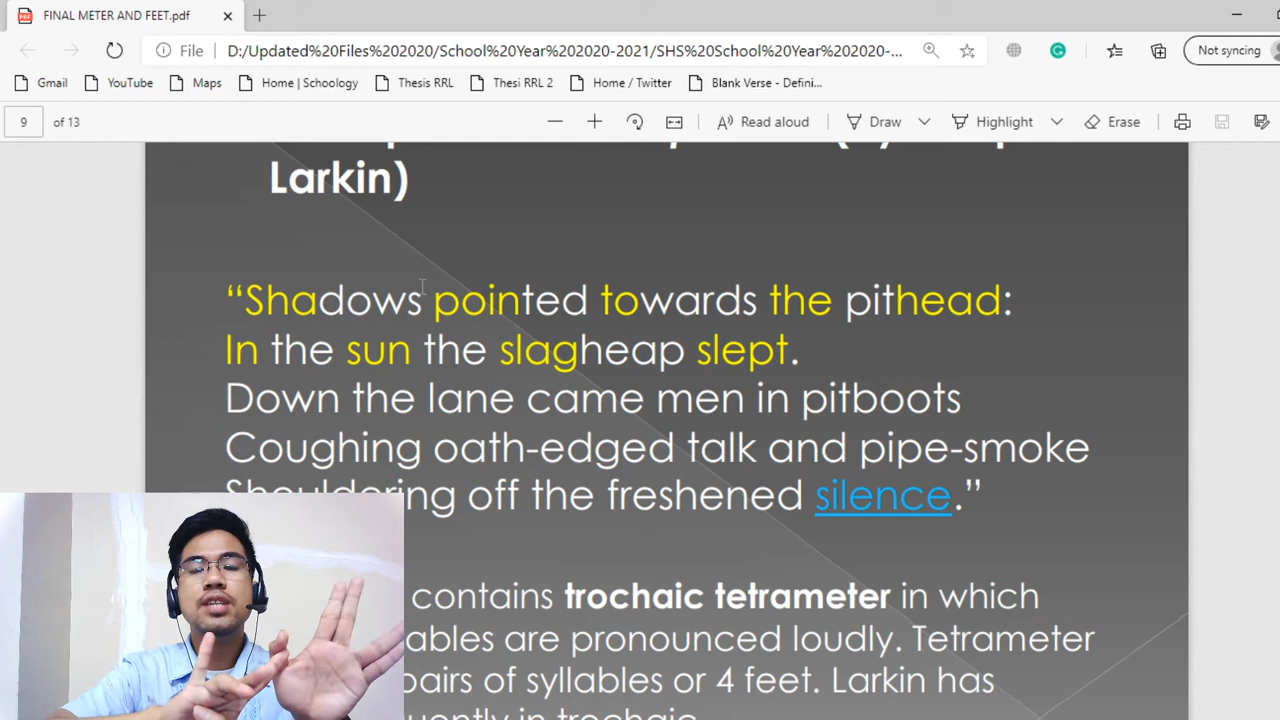 FINAL METER AND FEET.pdf
File D:/Updated%20Files%202020/School%20Year%202020-2021/SHS%20School%20Year%202020-...
Not syncing
Gmail YouTube Maps Home | Schoology Thesis RRL Thesi RRL 2 Home / Twitter Blank Verse - Defini...
9 of 13 Read aloud Draw Highlight Erase
Larkin)
“Shadows pointed towards the pithead:
In the sun the slagheap slept.
Down the lane came men in pitboots
Coughing oath-edged talk and pipe-smoke
Shouldering off the freshened silence.”
contains trochaic tetrameter in which
ables are pronounced loudly. Tetrameter
pairs of syllables or 4 feet. Larkin has
uently in trochaic